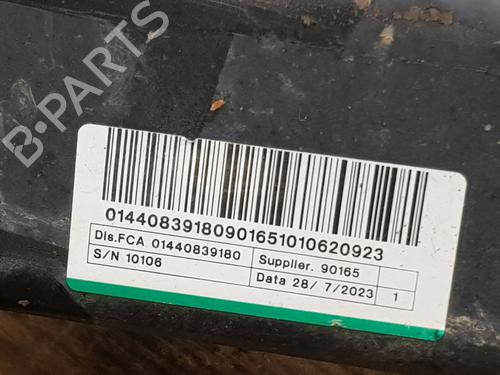 B-PARTS
01440839180901651010620923
Dis.FCA 01440839180 Supplier. 90165
S/N 10106 Data 28/ 7/2023 1